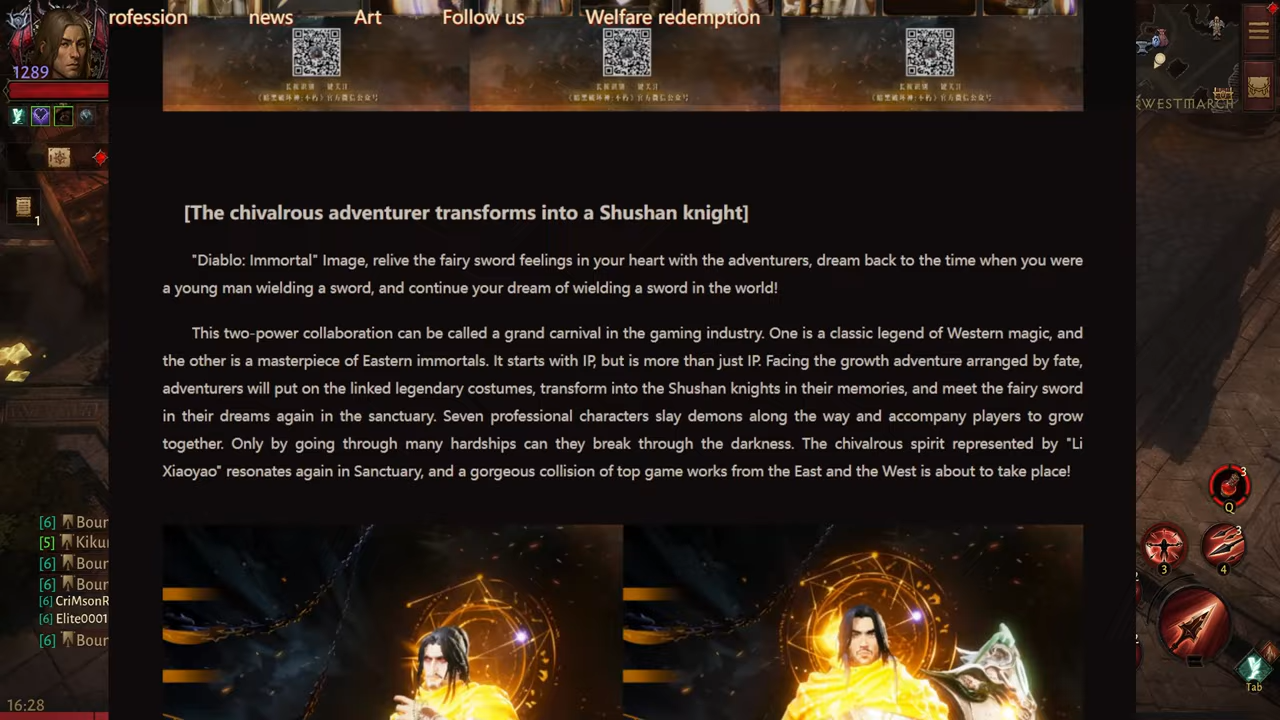 rofession news Art Follow us Welfare redemption
1289
WESTMARCH
1
[The chivalrous adventurer transforms into a Shushan knight]
"Diablo: Immortal" Image, relive the fairy sword feelings in your heart with the adventurers, dream back to the time when you were
a young man wielding a sword, and continue your dream of wielding a sword in the world!
This two-power collaboration can be called a grand carnival in the gaming industry. One is a classic legend of Western magic, and
the other is a masterpiece of Eastern immortals. It starts with IP, but is more than just IP. Facing the growth adventure arranged by fate,
adventurers will put on the linked legendary costumes, transform into the Shushan knights in their memories, and meet the fairy sword
in their dreams again in the sanctuary. Seven professional characters slay demons along the way and accompany players to grow
together. Only by going through many hardships can they break through the darkness. The chivalrous spirit represented by "Li
Xiaoyao" resonates again in Sanctuary, and a gorgeous collision of top game works from the East and the West is about to take place!
3
Q
3
3 4
[6] Bour
[5] Kikur
[6] Bour
[6] Bour
[6] CriMsonR
[6] Elite0001
[6] Bour
Tab
16:28